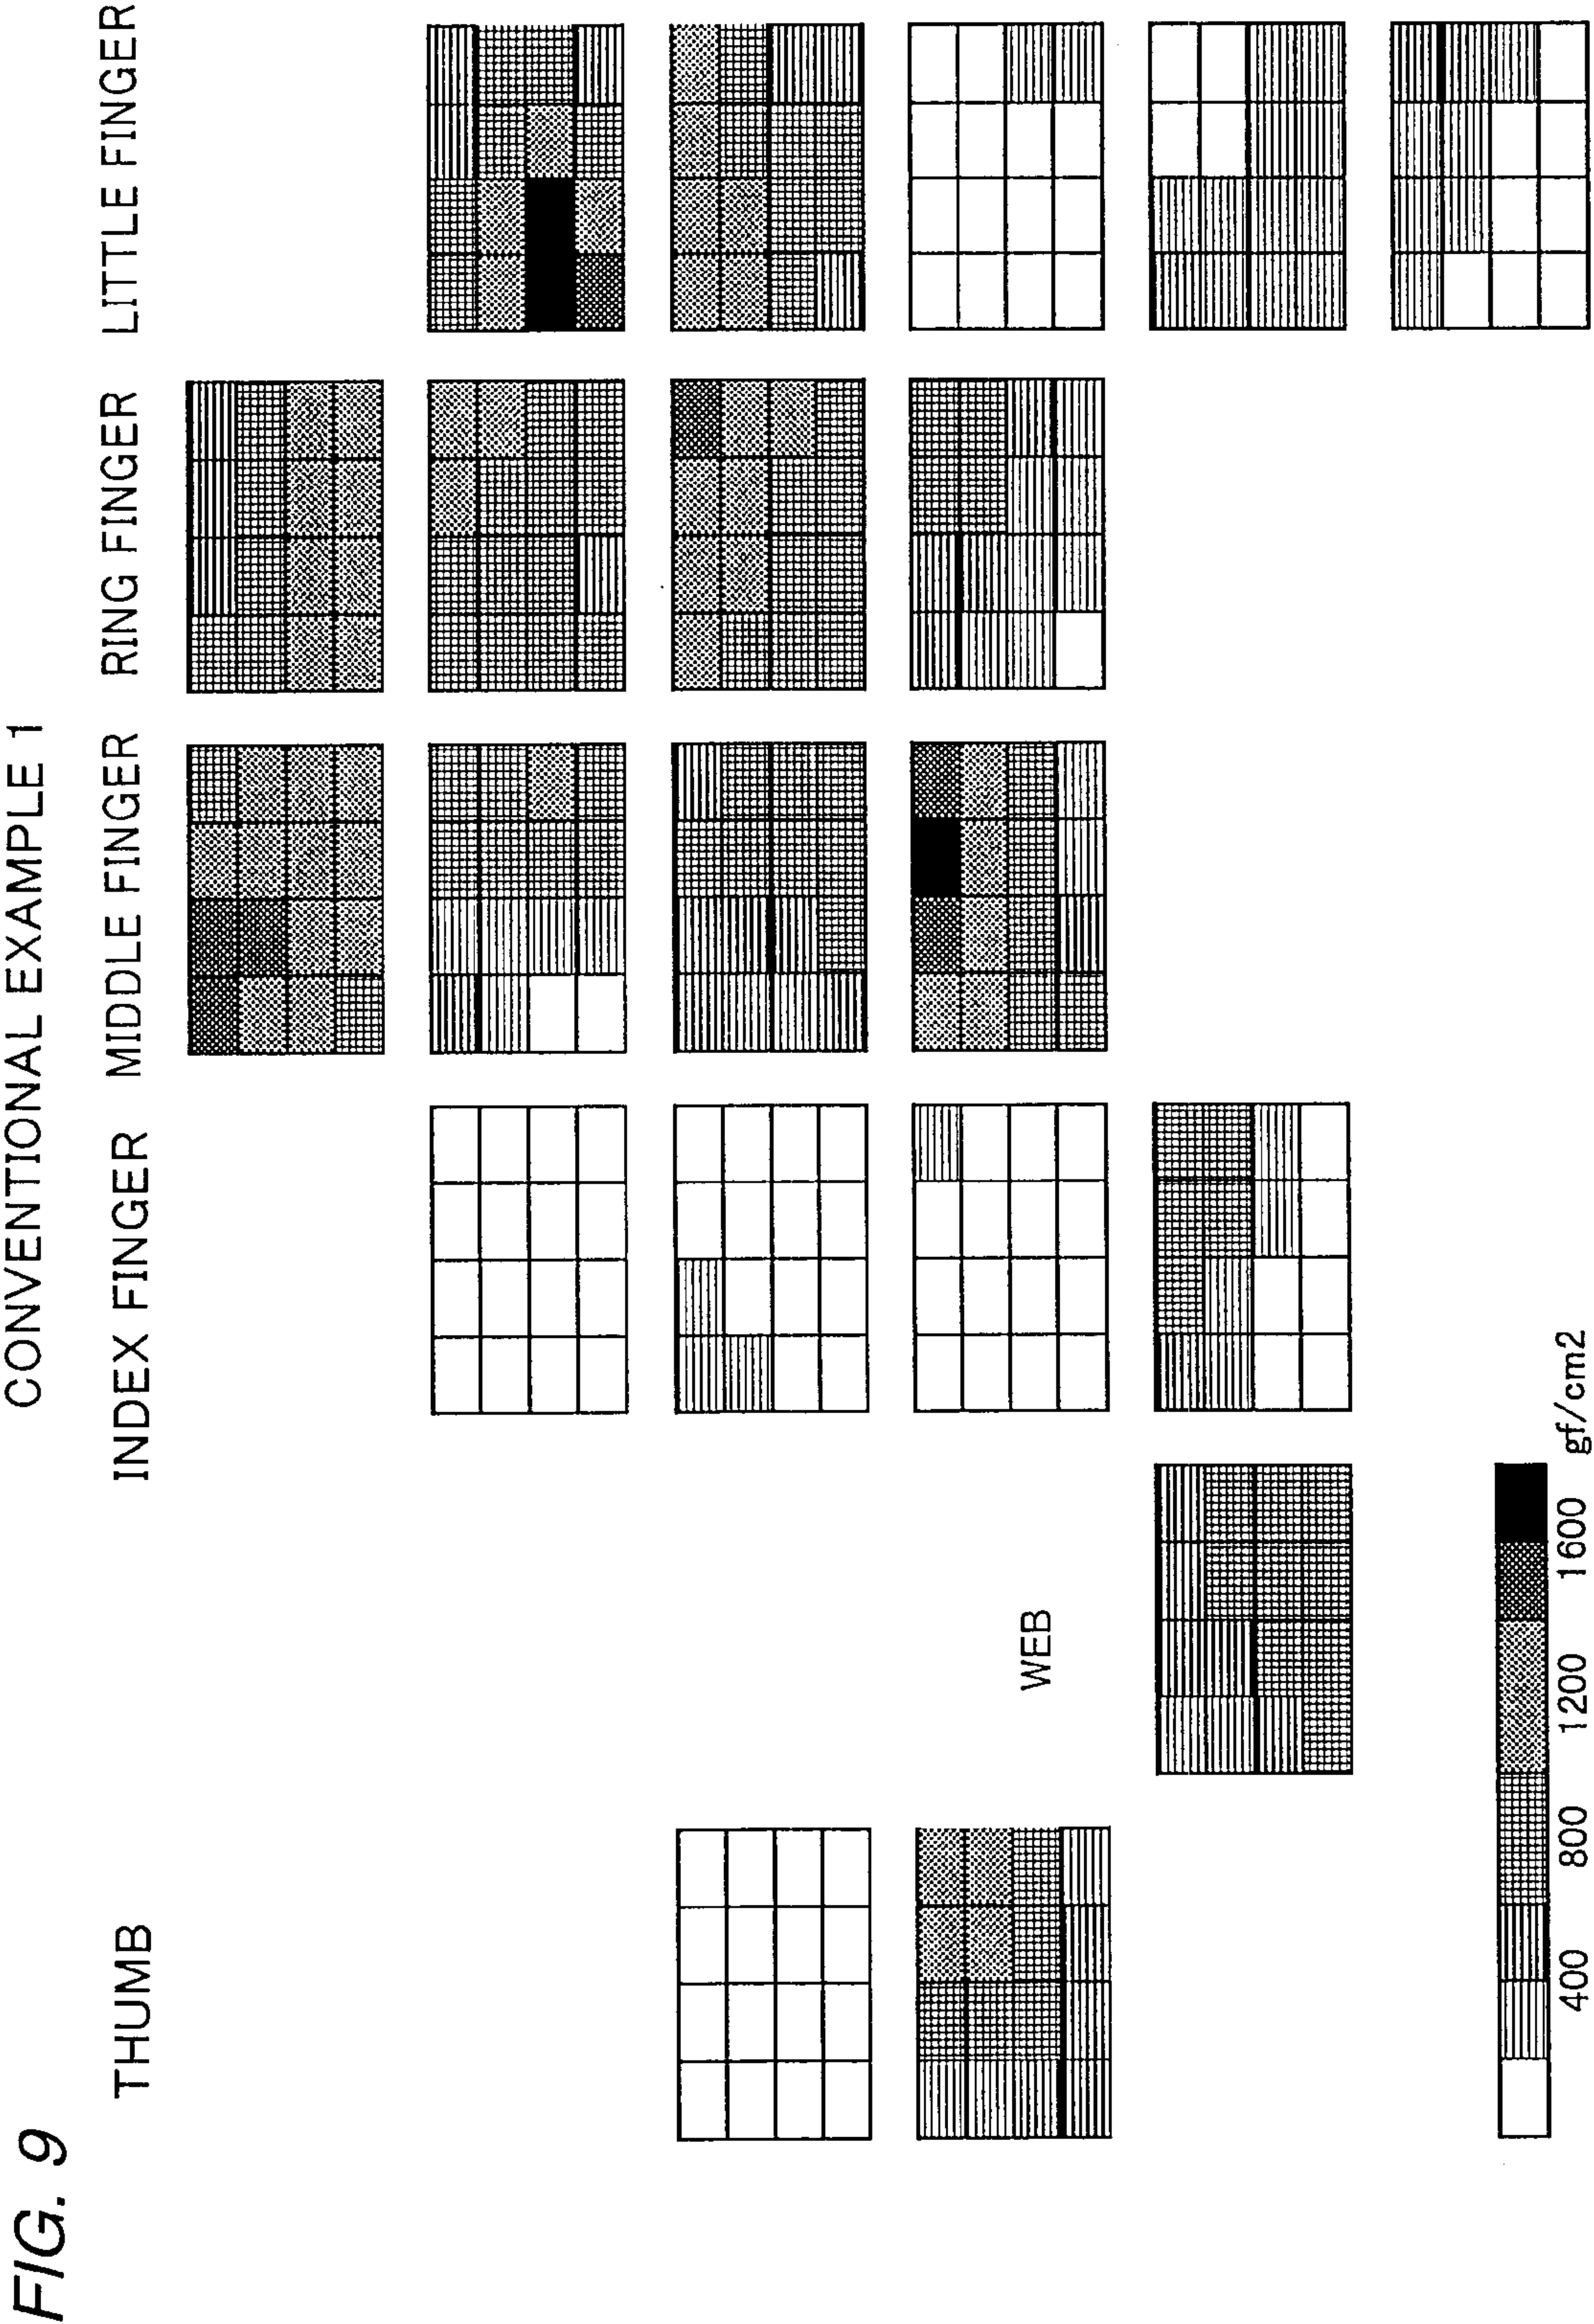 FIG. 9
CONVENTIONAL EXAMPLE 1
THUMB
INDEX FINGER
MIDDLE FINGER
RING FINGER
LITTLE FINGER
WEB
400 800 1200 1600 gf/cm2